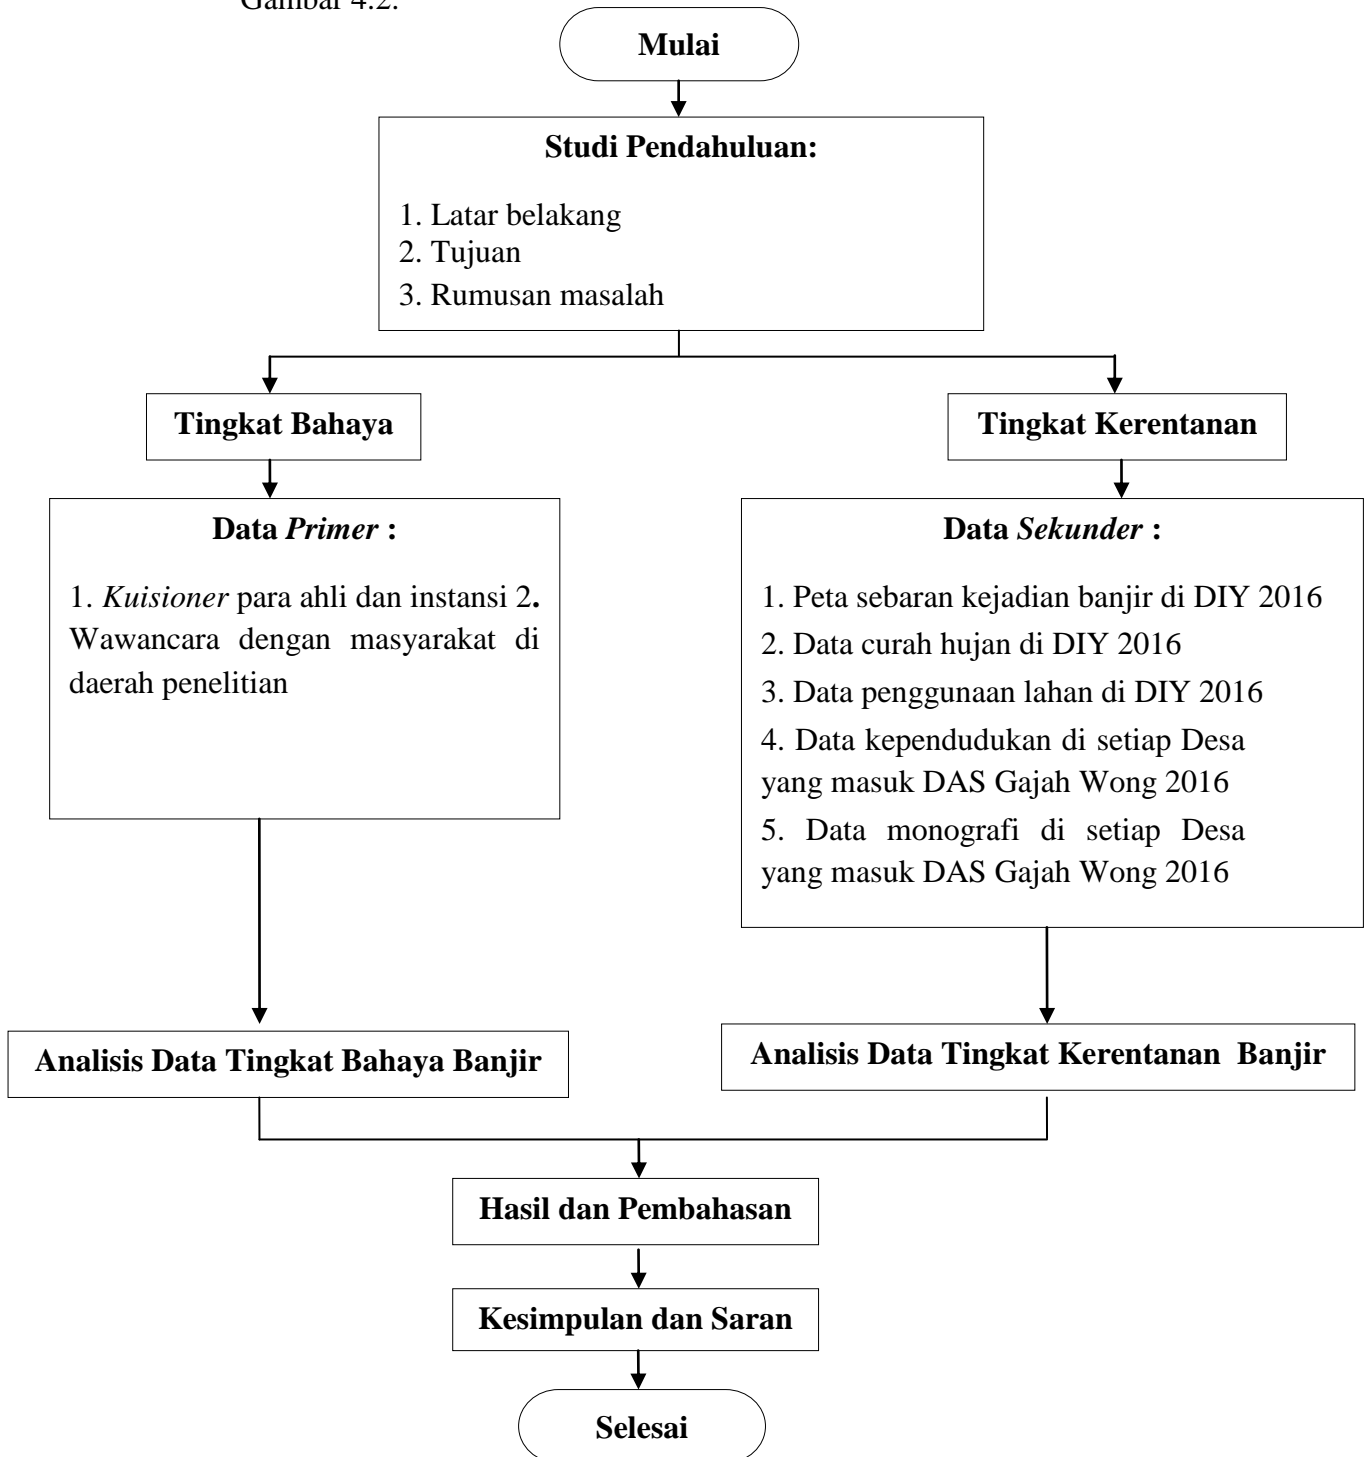 Gambar 4.2.
Mulai
Studi Pendahuluan:
1. Latar belakang
2. Tujuan
3. Rumusan masalah
Tingkat Bahaya
Tingkat Kerentanan
Data Primer :
1. Kuisioner para ahli dan instansi 2.
Wawancara dengan masyarakat di
daerah penelitian
Data Sekunder :
1. Peta sebaran kejadian banjir di DIY 2016
2. Data curah hujan di DIY 2016
3. Data penggunaan lahan di DIY 2016
4. Data kependudukan di setiap Desa
yang masuk DAS Gajah Wong 2016
5. Data monografi di setiap Desa
yang masuk DAS Gajah Wong 2016
Analisis Data Tingkat Bahaya Banjir
Analisis Data Tingkat Kerentanan Banjir
Hasil dan Pembahasan
Kesimpulan dan Saran
Selesai